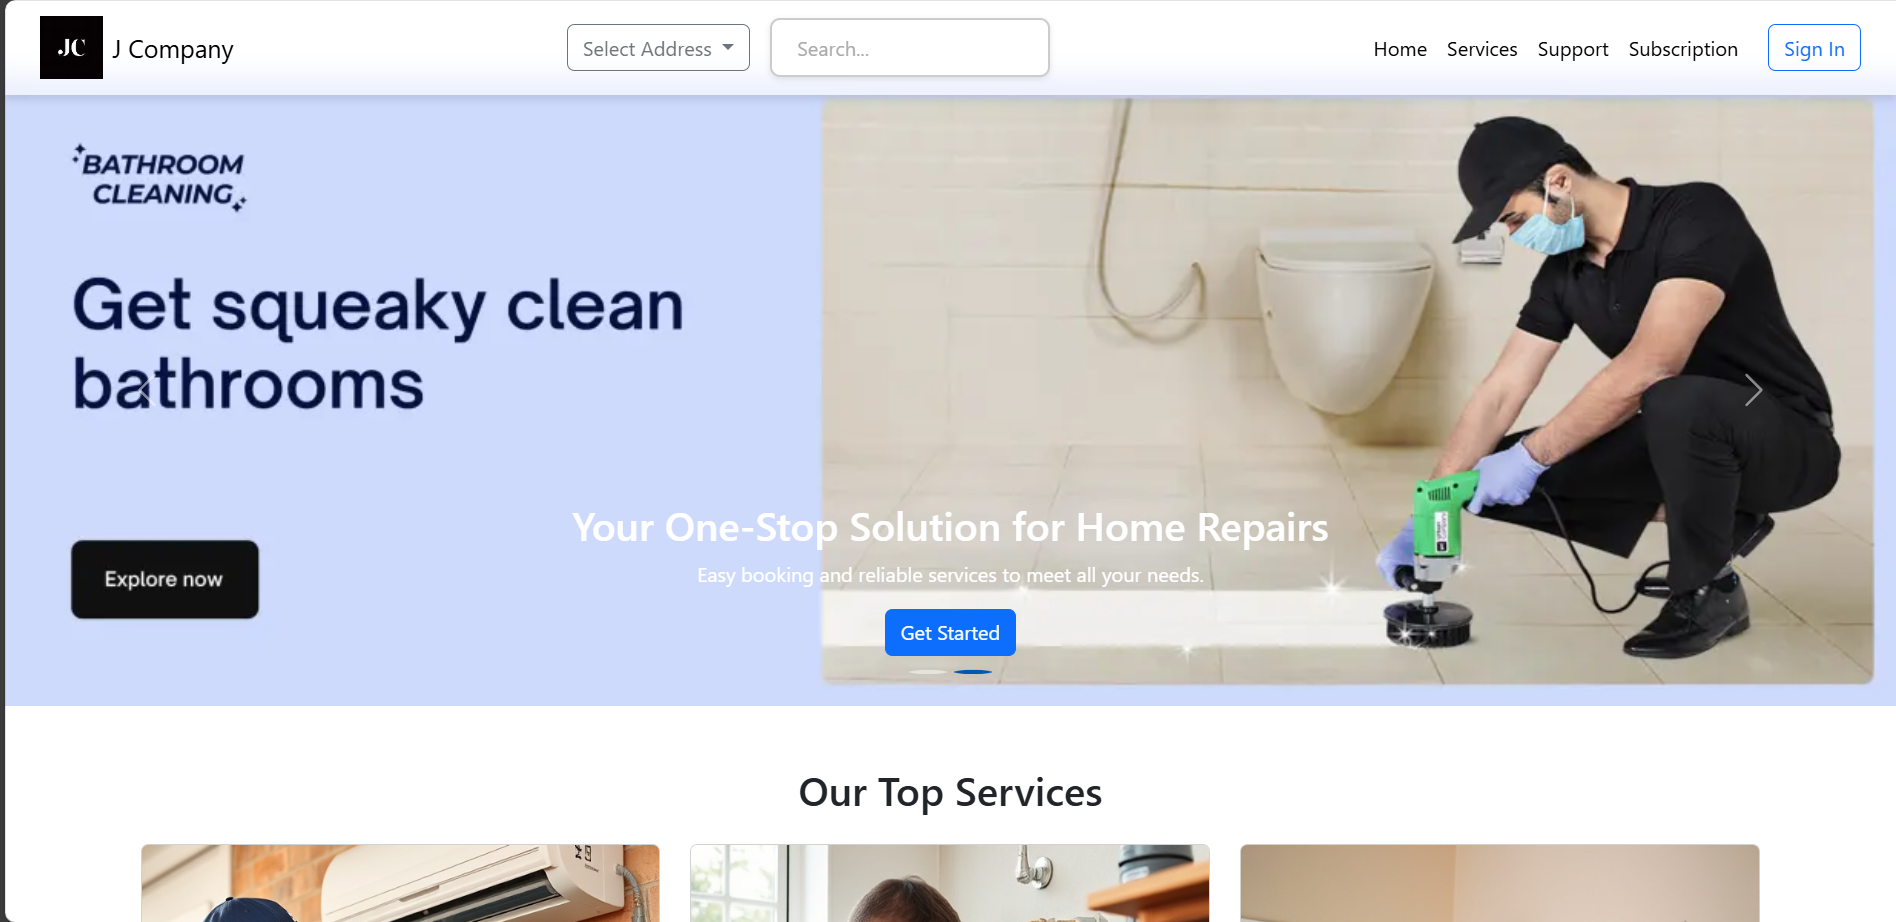 JC J Company
Select Address
Search...
Home Services Support Subscription
Sign In
BATHROOM
CLEANING
Get squeaky clean
bathrooms
Explore now
Your One-Stop Solution for Home Repairs
Easy booking and reliable services to meet all your needs.
Get Started
Our Top Services